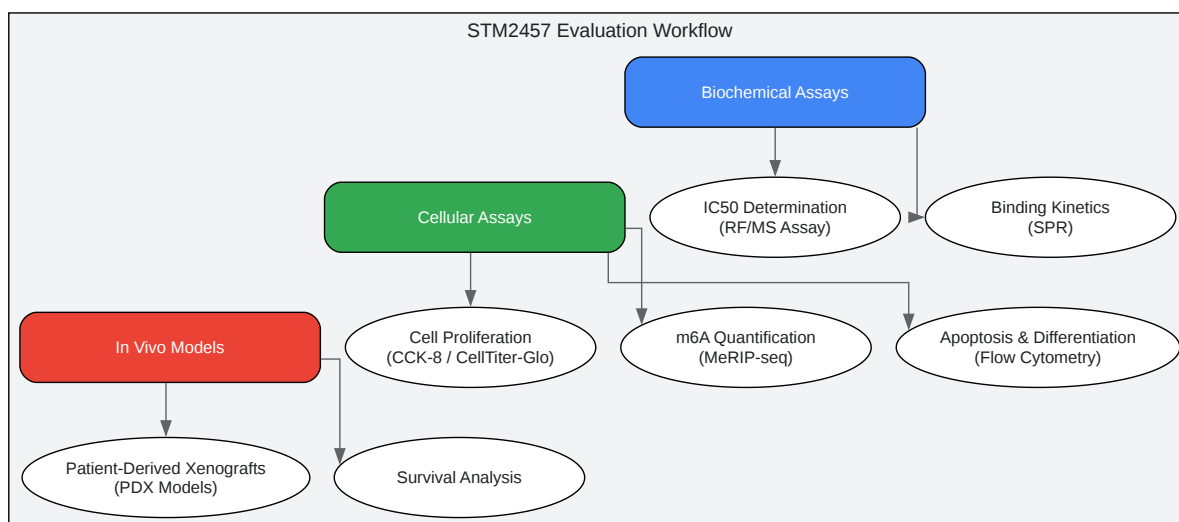 STM2457 Evaluation Workflow
Biochemical Assays
IC50 Determination
(RF/MS Assay)
Binding Kinetics
(SPR)
Cellular Assays
Cell Proliferation
(CCK-8 / CellTiter-Glo)
m6A Quantification
(MeRIP-seq)
Apoptosis & Differentiation
(Flow Cytometry)
In Vivo Models
Patient-Derived Xenografts
(PDX Models)
Survival Analysis